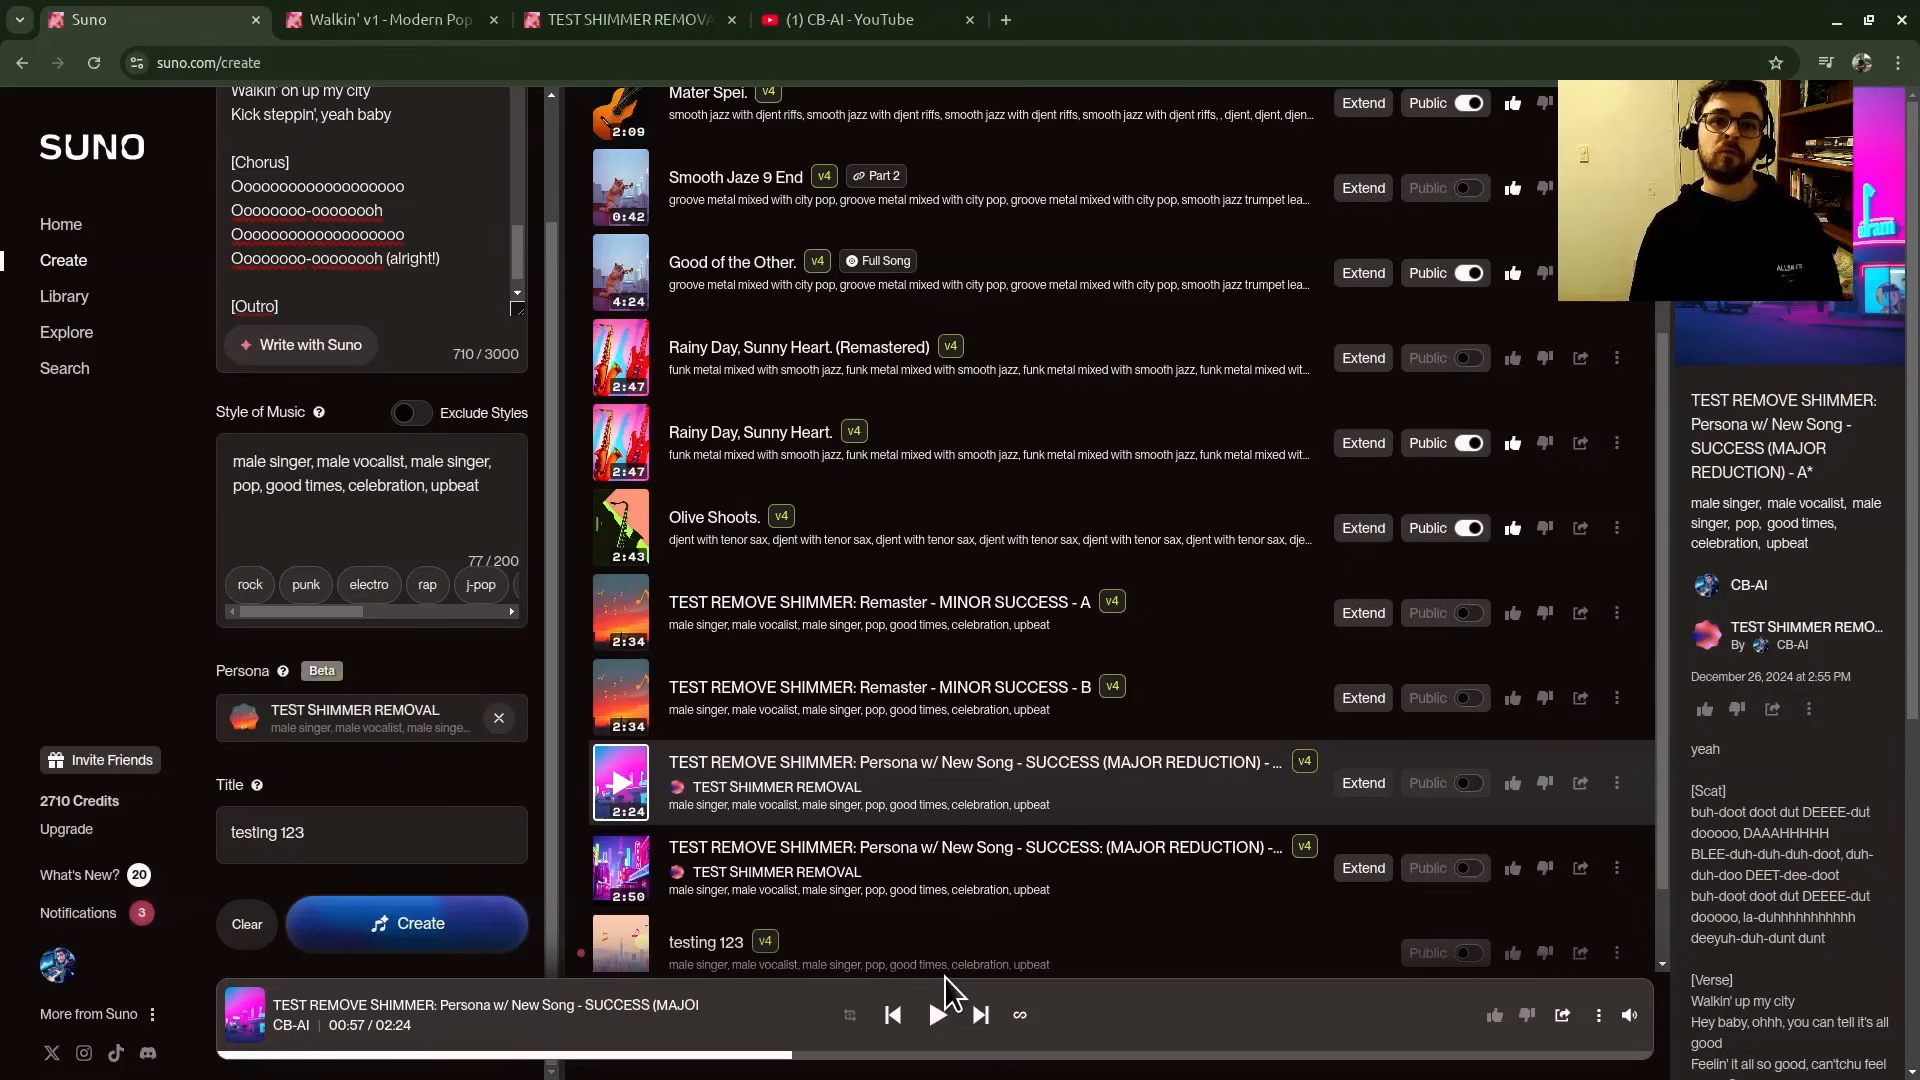 Suno
Walkin' v1 - Modern Pop
TEST SHIMMER REMOVA
(1) CB-AI - YouTube
suno.com/create
SUNO
Home
Create
Library
Explore
Search
Invite Friends
2710 Credits
Upgrade
What's New? 20
Notifications 3
More from Suno
Walkin' on up my city
Kick steppin', yeah baby
[Chorus]
Ooooooooooooooooooo
Oooooooo-oooooooh
Ooooooooooooooooooo
Oooooooo-oooooooh (alright!)
[Outro]
Write with Suno
710 / 3000
Style of Music
Exclude Styles
male singer, male vocalist, male singer,
pop, good times, celebration, upbeat
77 / 200
rock punk electro rap j-pop
Persona Beta
TEST SHIMMER REMOVAL
male singer, male vocalist, male singe...
Title
testing 123
Clear
Create
Mater Spei. v4
smooth jazz with djent riffs, smooth jazz with djent riffs, smooth jazz with djent riffs, smooth jazz with djent riffs, , djent, djent, djen...
2:09
Extend Public
Smooth Jaze 9 End v4 Part 2
groove metal mixed with city pop, groove metal mixed with city pop, groove metal mixed with city pop, smooth jazz trumpet lea...
0:42
Extend Public
Good of the Other. v4 Full Song
groove metal mixed with city pop, groove metal mixed with city pop, groove metal mixed with city pop, smooth jazz trumpet lea...
4:24
Extend Public
Rainy Day, Sunny Heart. (Remastered) v4
funk metal mixed with smooth jazz, funk metal mixed with smooth jazz, funk metal mixed with smooth jazz, funk metal mixed wit...
2:47
Extend Public
Rainy Day, Sunny Heart. v4
funk metal mixed with smooth jazz, funk metal mixed with smooth jazz, funk metal mixed with smooth jazz, funk metal mixed wit...
2:47
Extend Public
Olive Shoots. v4
djent with tenor sax, djent with tenor sax, djent with tenor sax, djent with tenor sax, djent with tenor sax, djent with tenor sax, dje...
2:43
Extend Public
TEST REMOVE SHIMMER: Remaster - MINOR SUCCESS - A v4
male singer, male vocalist, male singer, pop, good times, celebration, upbeat
2:34
Extend Public
TEST REMOVE SHIMMER: Remaster - MINOR SUCCESS - B v4
male singer, male vocalist, male singer, pop, good times, celebration, upbeat
2:34
Extend Public
TEST REMOVE SHIMMER: Persona w/ New Song - SUCCESS (MAJOR REDUCTION) - ... v4
TEST SHIMMER REMOVAL
male singer, male vocalist, male singer, pop, good times, celebration, upbeat
2:24
Extend Public
TEST REMOVE SHIMMER: Persona w/ New Song - SUCCESS: (MAJOR REDUCTION) -... v4
TEST SHIMMER REMOVAL
male singer, male vocalist, male singer, pop, good times, celebration, upbeat
2:50
Extend Public
testing 123 v4
male singer, male vocalist, male singer, pop, good times, celebration, upbeat
Public
TEST REMOVE SHIMMER:
Persona w/ New Song -
SUCCESS (MAJOR
REDUCTION) - A*
male singer, male vocalist, male
singer, pop, good times,
celebration, upbeat
CB-AI
TEST SHIMMER REMO...
By CB-AI
December 26, 2024 at 2:55 PM
yeah
[Scat]
buh-doot doot dut DEEEE-dut
dooooo, DAAAHHHHH
BLEE-duh-duh-duh-doot, duh-
duh-doo DEET-dee-doot
buh-doot doot dut DEEEE-dut
dooooo, la-duhhhhhhhhhhh
deeyuh-duh-dunt dunt
[Verse]
Walkin' up my city
Hey baby, ohhh, you can tell it's all
good
Feelin' it all so good, can'tchu feel
TEST REMOVE SHIMMER: Persona w/ New Song - SUCCESS (MAJOI
CB-AI | 00:57 / 02:24